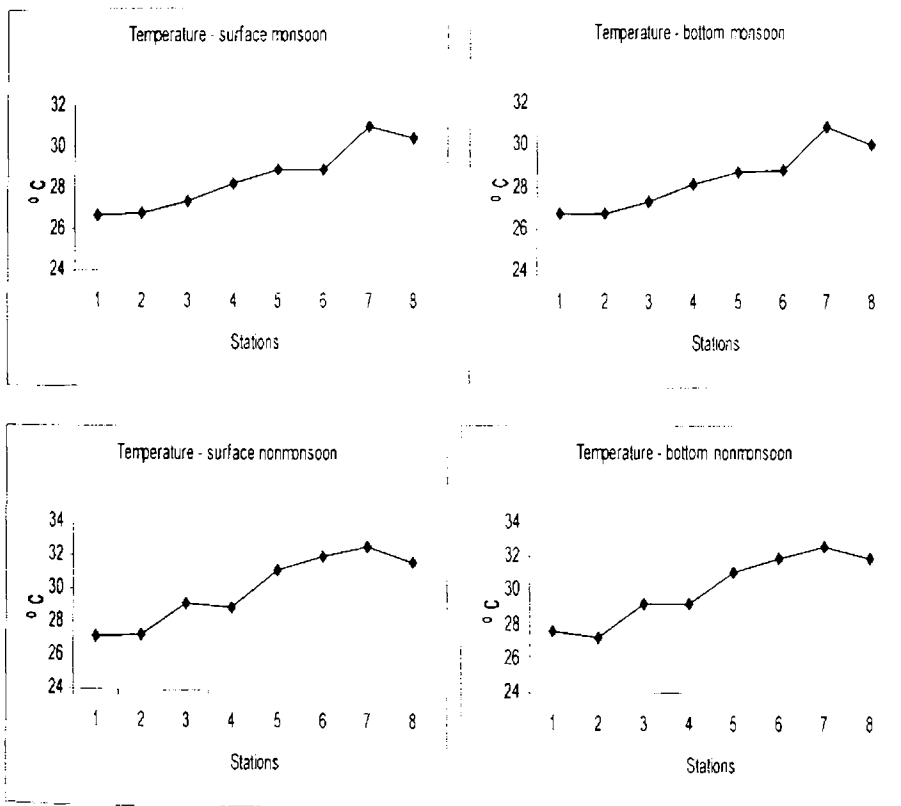 Temperature - surface monsoon
32
30
28
26
24
° C
1 2 3 4 5 6 7 8
Stations
Temperature - bottom monsoon
32
30
28
26
24
° C
1 2 3 4 5 6 7 8
Stations
Temperature - surface nonmonsoon
34
32
30
28
26
24
° C
1 2 3 4 5 6 7 8
Stations
Temperature - bottom nonmonsoon
34
32
30
28
26
24
° C
1 2 3 4 5 6 7 8
Stations